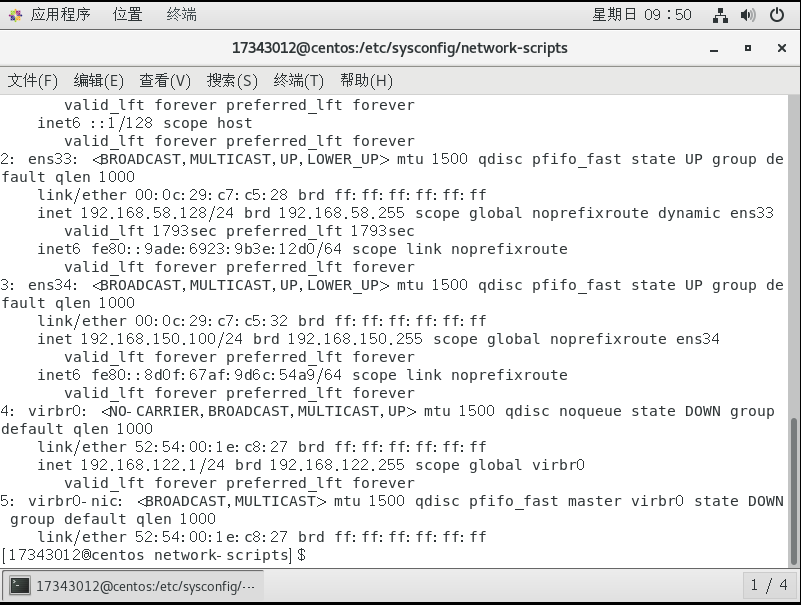 应用程序 位置 终端 星期日 09:50
17343012@centos:/etc/sysconfig/network-scripts
文件(F) 编辑(E) 查看(V) 搜索(S) 终端(T) 帮助(H)
valid_lft forever preferred_lft forever
inet6 ::1/128 scope host
valid_lft forever preferred_lft forever
2: ens33: <BROADCAST,MULTICAST,UP,LOWER_UP> mtu 1500 qdisc pfifo_fast state UP group de
fault qlen 1000
link/ether 00:0c:29:c7:c5:28 brd ff:ff:ff:ff:ff:ff
inet 192.168.58.128/24 brd 192.168.58.255 scope global noprefixroute dynamic ens33
valid_lft 1793sec preferred_lft 1793sec
inet6 fe80::9ade:6923:9b3e:12d0/64 scope link noprefixroute
valid_lft forever preferred_lft forever
3: ens34: <BROADCAST,MULTICAST,UP,LOWER_UP> mtu 1500 qdisc pfifo_fast state UP group de
fault qlen 1000
link/ether 00:0c:29:c7:c5:32 brd ff:ff:ff:ff:ff:ff
inet 192.168.150.100/24 brd 192.168.150.255 scope global noprefixroute ens34
valid_lft forever preferred_lft forever
inet6 fe80::8d0f:67af:9d6c:54a9/64 scope link noprefixroute
valid_lft forever preferred_lft forever
4: virbr0: <NO-CARRIER,BROADCAST,MULTICAST,UP> mtu 1500 qdisc noqueue state DOWN group
default qlen 1000
link/ether 52:54:00:1e:c8:27 brd ff:ff:ff:ff:ff:ff
inet 192.168.122.1/24 brd 192.168.122.255 scope global virbr0
valid_lft forever preferred_lft forever
5: virbr0-nic: <BROADCAST,MULTICAST> mtu 1500 qdisc pfifo_fast master virbr0 state DOWN
group default qlen 1000
link/ether 52:54:00:1e:c8:27 brd ff:ff:ff:ff:ff:ff
[17343012@centos network-scripts]$
17343012@centos:/etc/sysconfig/··· 1 / 4